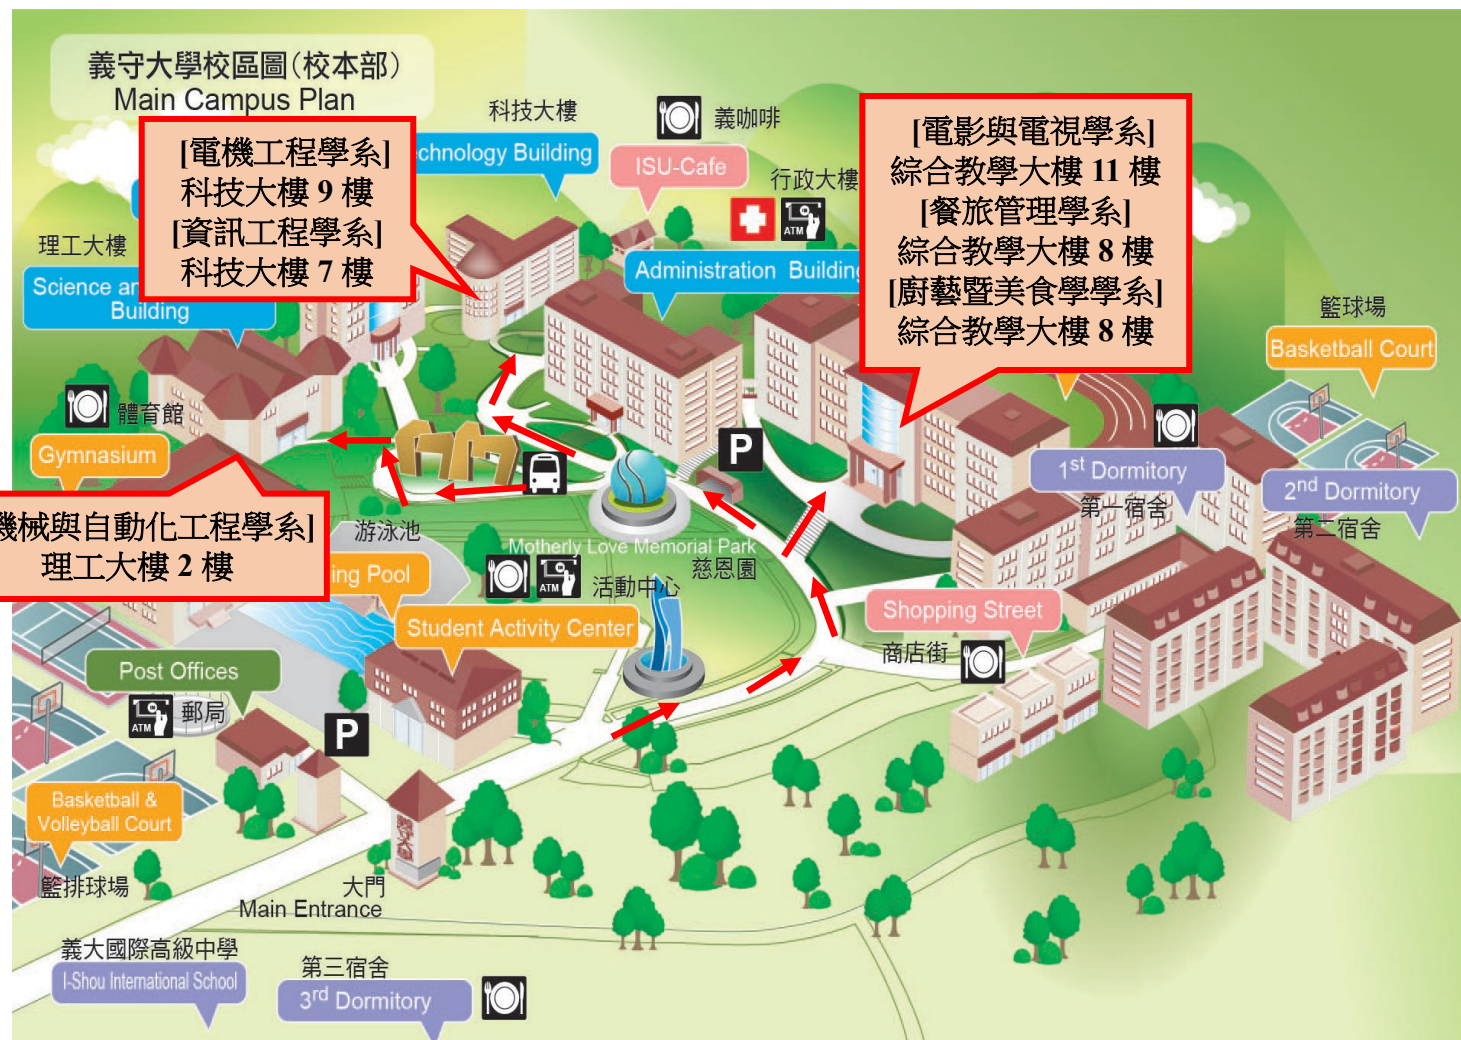 義守大學校區圖(校本部)
Main Campus Plan
科技大樓
echnology Building
義咖啡
ISU-Cafe
行政大樓
ATM
Administration Building
[電機工程學系]
科技大樓 9 樓
[資訊工程學系]
科技大樓 7 樓
[電影與電視學系]
綜合教學大樓 11 樓
[餐旅管理學系]
綜合教學大樓 8 樓
[廚藝暨美食學學系]
綜合教學大樓 8 樓
理工大樓
Science an
Building
籃球場
Basketball Court
體育館
Gymnasium
P
1st Dormitory
第一宿舍
2nd Dormitory
第二宿舍
機械與自動化工程學系]
理工大樓 2 樓
游泳池
ing Pool
Motherly Love Memorial Park
慈恩園
ATM
活動中心
Student Activity Center
Shopping Street
商店街
Post Offices
ATM
郵局
P
Basketball &
Volleyball Court
籃排球場
義守大學
大門
Main Entrance
義大國際高級中學
I-Shou International School
第三宿舍
3rd Dormitory